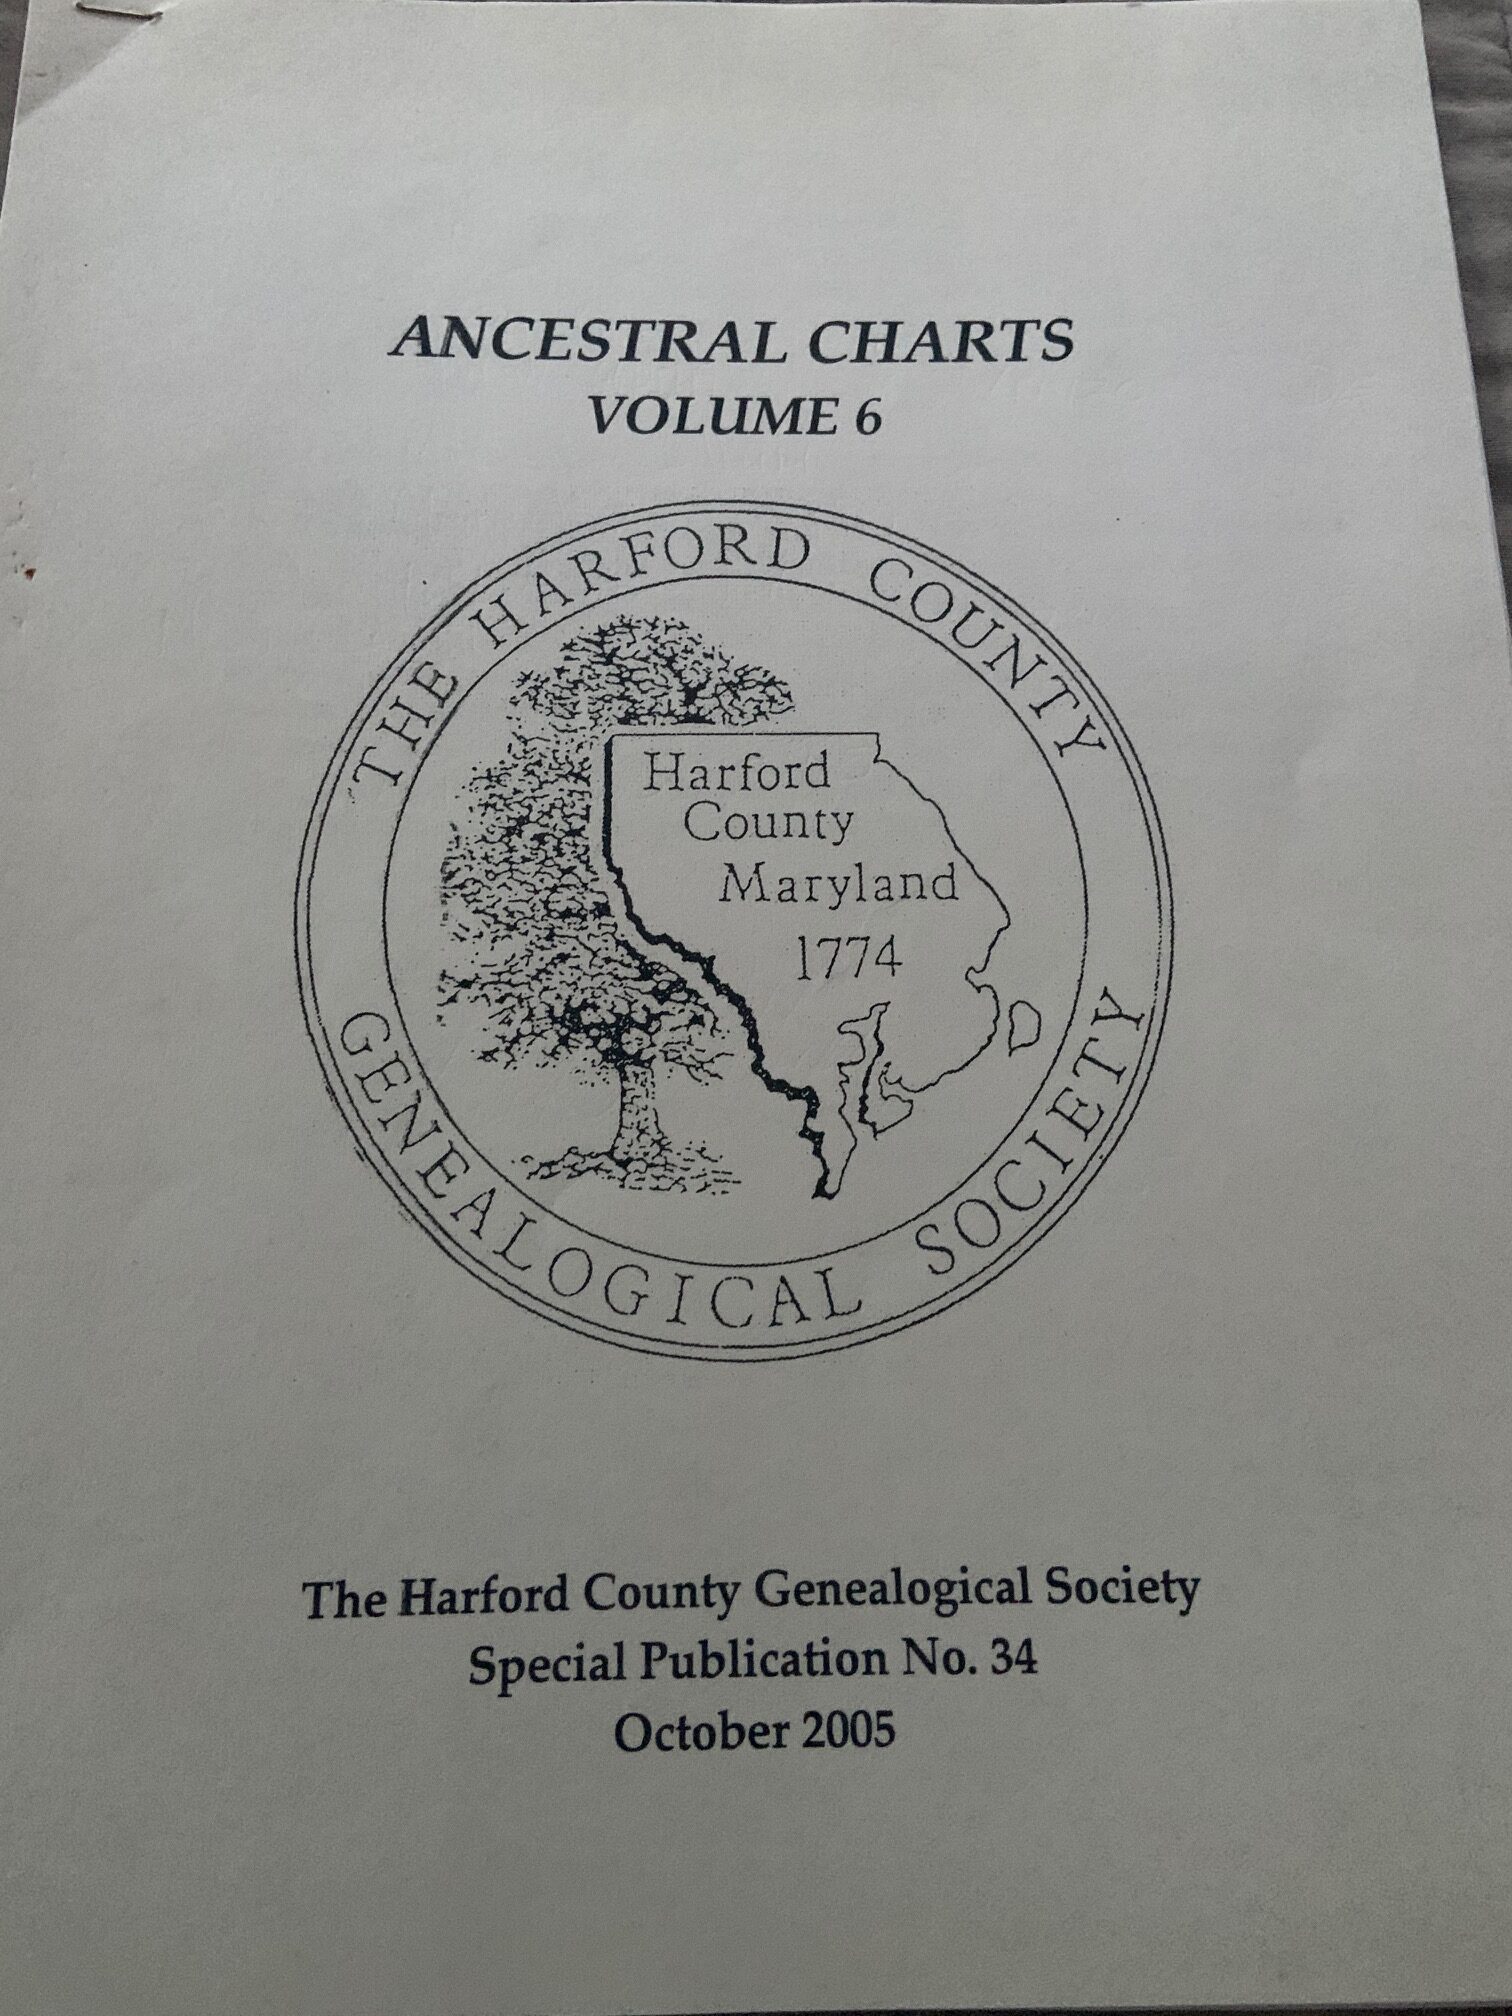 ANCESTRAL CHARTS
VOLUME 6
THE HARFORD COUNTY
GENEALOGICAL SOCIETY
Harford
County
Maryland
1774
The Harford County Genealogical Society
Special Publication No. 34
October 2005